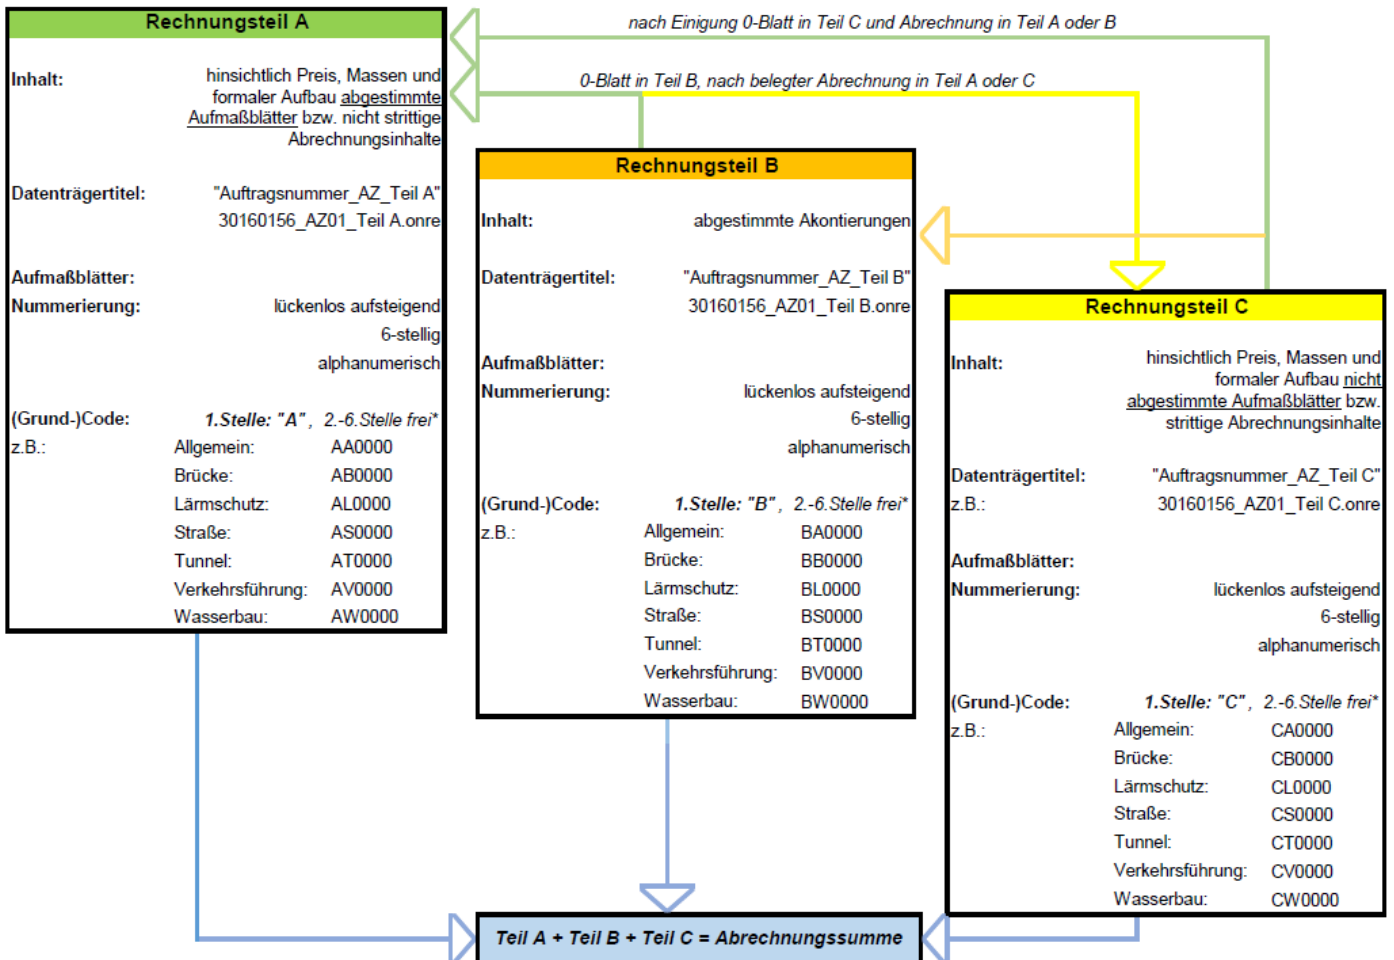 Rechnungsteil A
Inhalt: hinsichtlich Preis, Massen und
formaler Aufbau abgestimmte
Aufmaßblätter bzw. nicht strittige
Abrechnungsinhalte
Datenträgertitel: "Auftragsnummer_AZ_Teil A"
30160156_AZ01_Teil A.onre
Aufmaßblätter:
Nummerierung: lückenlos aufsteigend
6-stellig
alphanumerisch
(Grund-)Code: 1.Stelle: "A", 2.-6.Stelle frei*
z.B.: Allgemein: AA0000
Brücke: AB0000
Lärmschutz: AL0000
Straße: AS0000
Tunnel: AT0000
Verkehrsführung: AV0000
Wasserbau: AW0000
nach Einigung 0-Blatt in Teil C und Abrechnung in Teil A oder B
0-Blatt in Teil B, nach belegter Abrechnung in Teil A oder C
Rechnungsteil B
Inhalt: abgestimmte Akontierungen
Datenträgertitel: "Auftragsnummer_AZ_Teil B"
30160156_AZ01_Teil B.onre
Aufmaßblätter:
Nummerierung: lückenlos aufsteigend
6-stellig
alphanumerisch
(Grund-)Code: 1.Stelle: "B", 2.-6.Stelle frei*
z.B.: Allgemein: BA0000
Brücke: BB0000
Lärmschutz: BL0000
Straße: BS0000
Tunnel: BT0000
Verkehrsführung: BV0000
Wasserbau: BW0000
Rechnungsteil C
Inhalt: hinsichtlich Preis, Massen und
formaler Aufbau nicht
abgestimmte Aufmaßblätter bzw.
strittige Abrechnungsinhalte
Datenträgertitel: "Auftragsnummer_AZ_Teil C"
z.B.: 30160156_AZ01_Teil C.onre
Aufmaßblätter:
Nummerierung: lückenlos aufsteigend
6-stellig
alphanumerisch
(Grund-)Code: 1.Stelle: "C", 2.-6.Stelle frei*
z.B.: Allgemein: CA0000
Brücke: CB0000
Lärmschutz: CL0000
Straße: CS0000
Tunnel: CT0000
Verkehrsführung: CV0000
Wasserbau: CW0000
Teil A + Teil B + Teil C = Abrechnungssumme